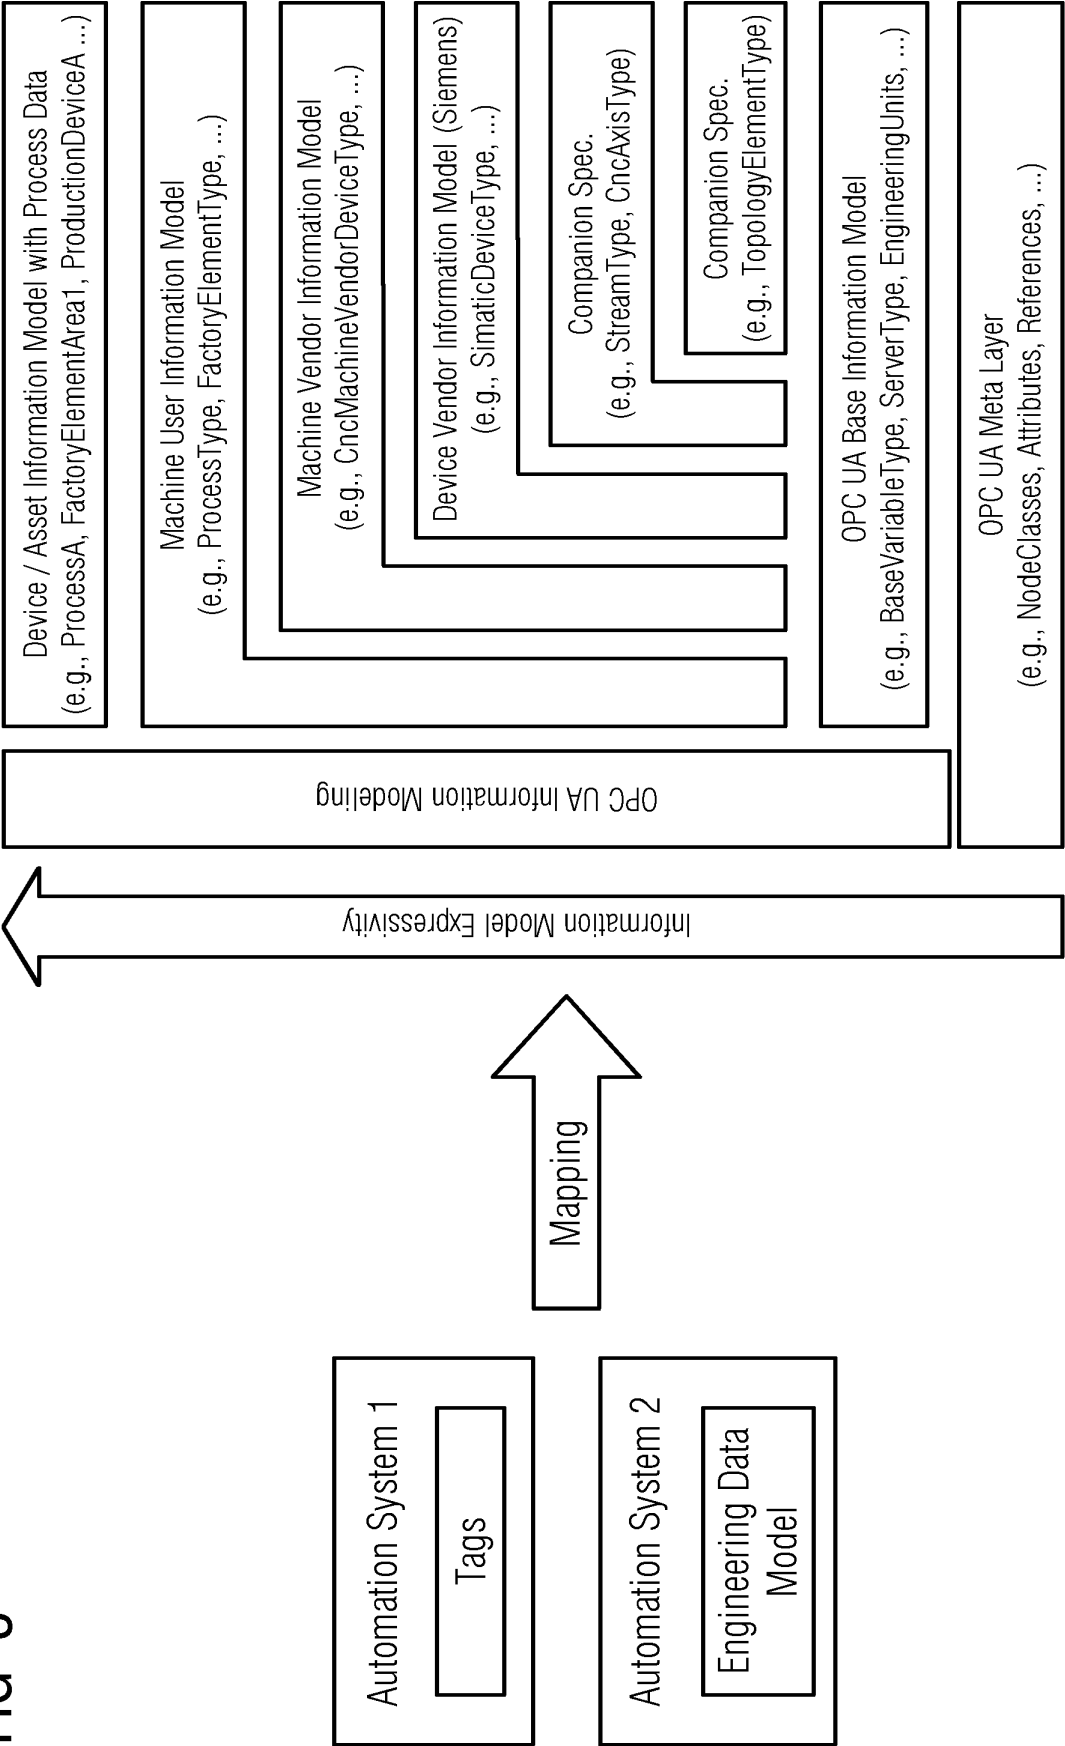 Automation System 1
Tags
Automation System 2
Engineering Data
Model
Mapping
Information Model Expressivity
OPC UA Information Modeling
Device / Asset Information Model with Process Data
(e.g., ProcessA, FactoryElementArea1, ProductionDeviceA ...)
Machine User Information Model
(e.g., ProcessType, FactoryElementType, ...)
Machine Vendor Information Model
(e.g., CncMachineVendorDeviceType, ...)
Device Vendor Information Model (Siemens)
(e.g., SimaticDeviceType, ...)
Companion Spec.
(e.g., StreamType, CncAxisType)
Companion Spec.
(e.g., TopologyElementType)
OPC UA Base Information Model
(e.g., BaseVariableType, ServerType, EngineeringUnits, ...)
OPC UA Meta Layer
(e.g., NodeClasses, Attributes, References, ...)